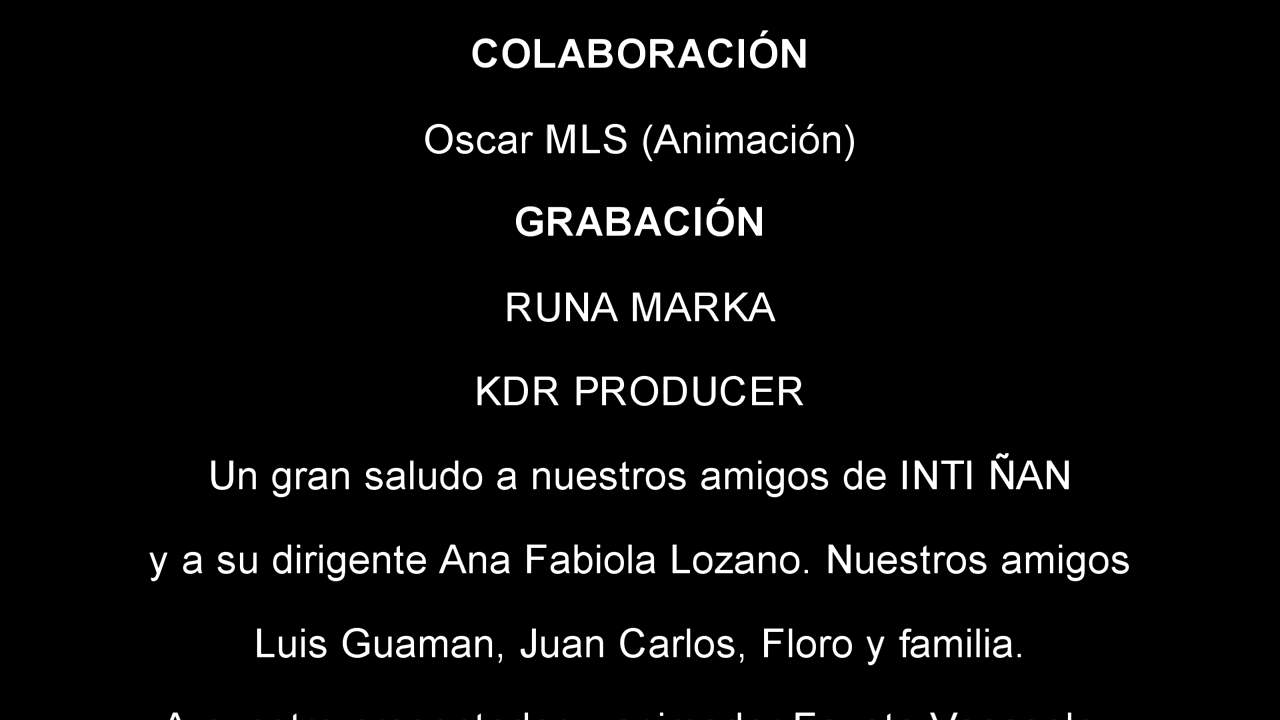 COLABORACIÓN
Oscar MLS (Animación)
GRABACIÓN
RUNA MARKA
KDR PRODUCER
Un gran saludo a nuestros amigos de INTI ÑAN
y a su dirigente Ana Fabiola Lozano. Nuestros amigos
Luis Guaman, Juan Carlos, Floro y familia.